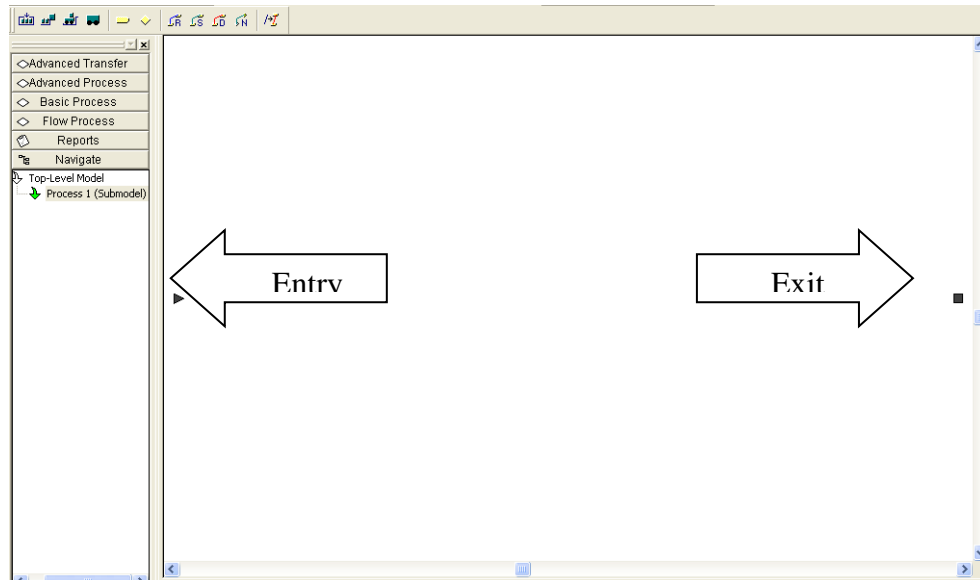 Advanced Transfer
Advanced Process
Basic Process
Flow Process
Reports
Navigate
Top-Level Model
Process 1 (Submodel)
Entry
Exit